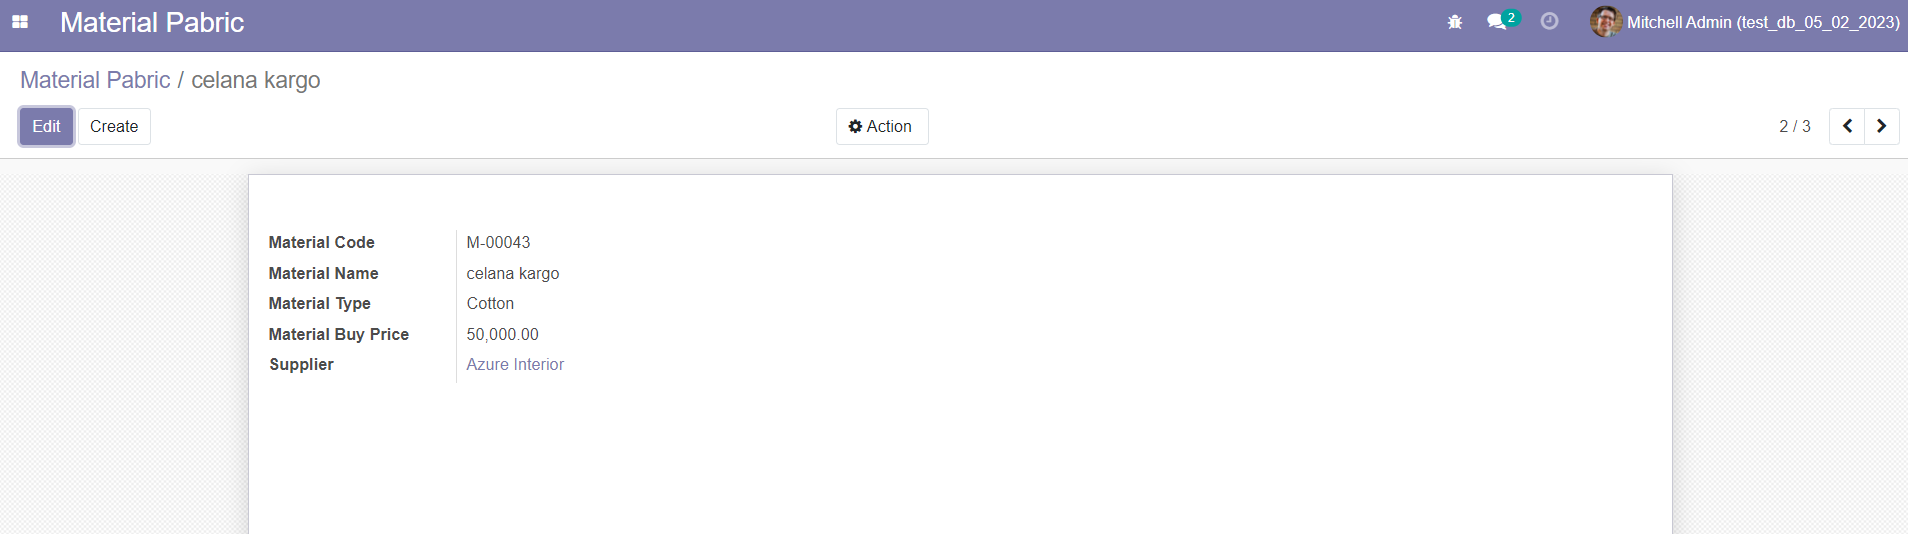 Material Pabric
2
Mitchell Admin (test_db_05_02_2023)
Material Pabric / celana kargo
Edit
Create
Action
2 / 3
Material Code M-00043
Material Name celana kargo
Material Type Cotton
Material Buy Price 50,000.00
Supplier Azure Interior